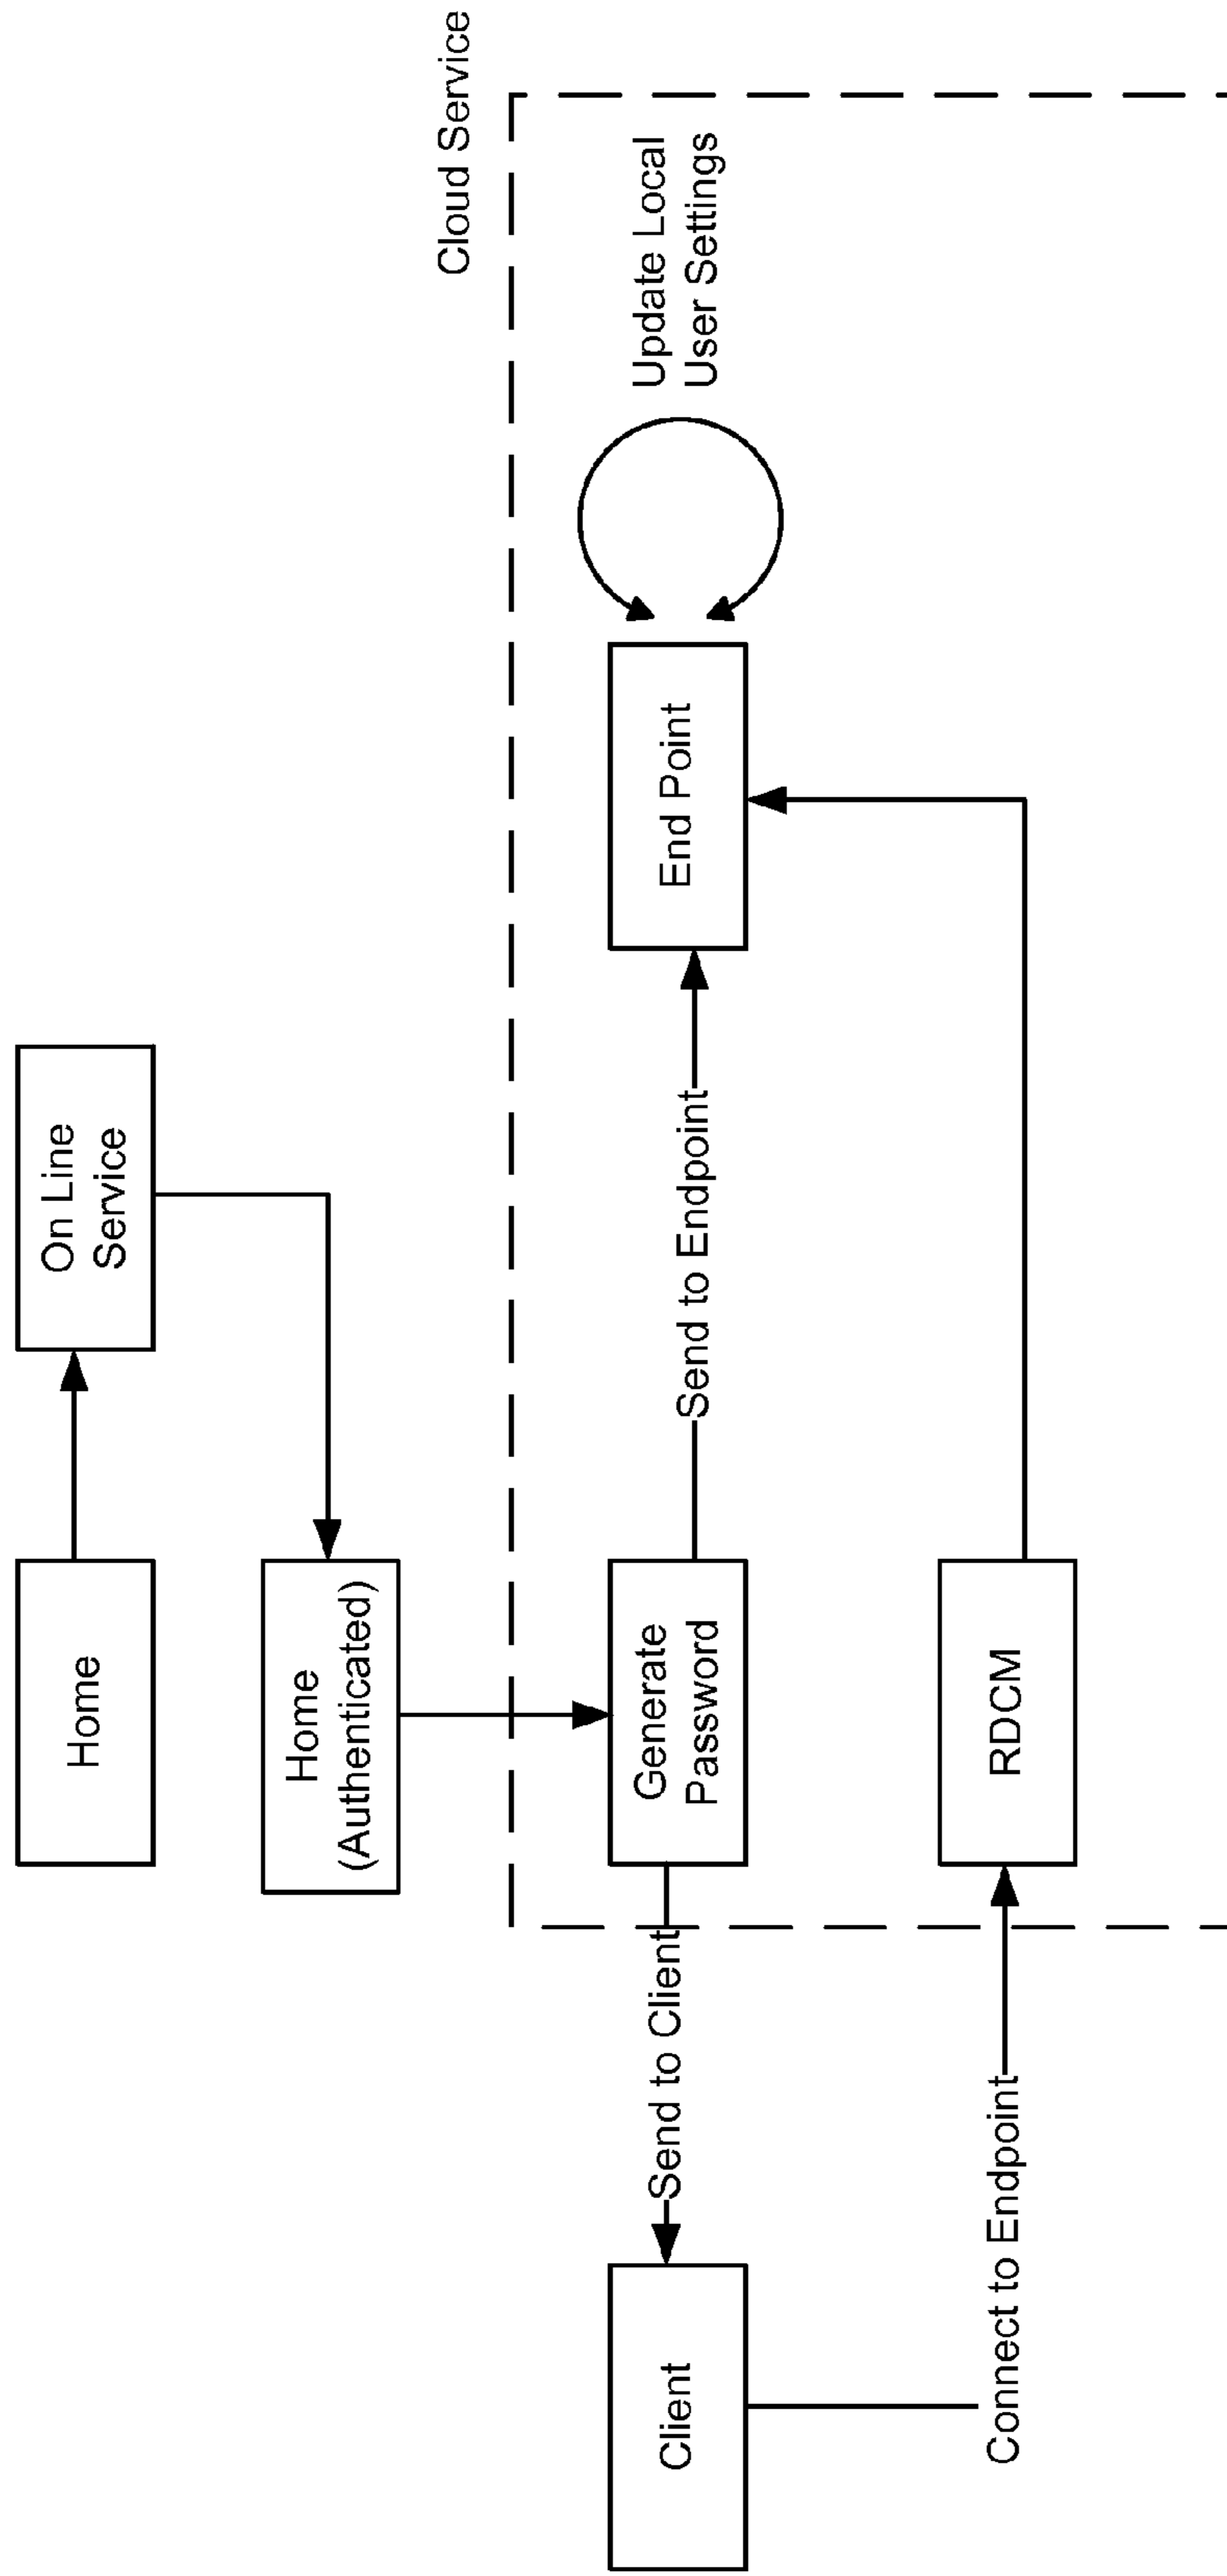 Cloud Service
Home
On Line
Service
Home
(Authenticated)
Client
Send to Client
Generate
Password
Send to Endpoint
End Point
Update Local
User Settings
Connect to Endpoint
RDCM